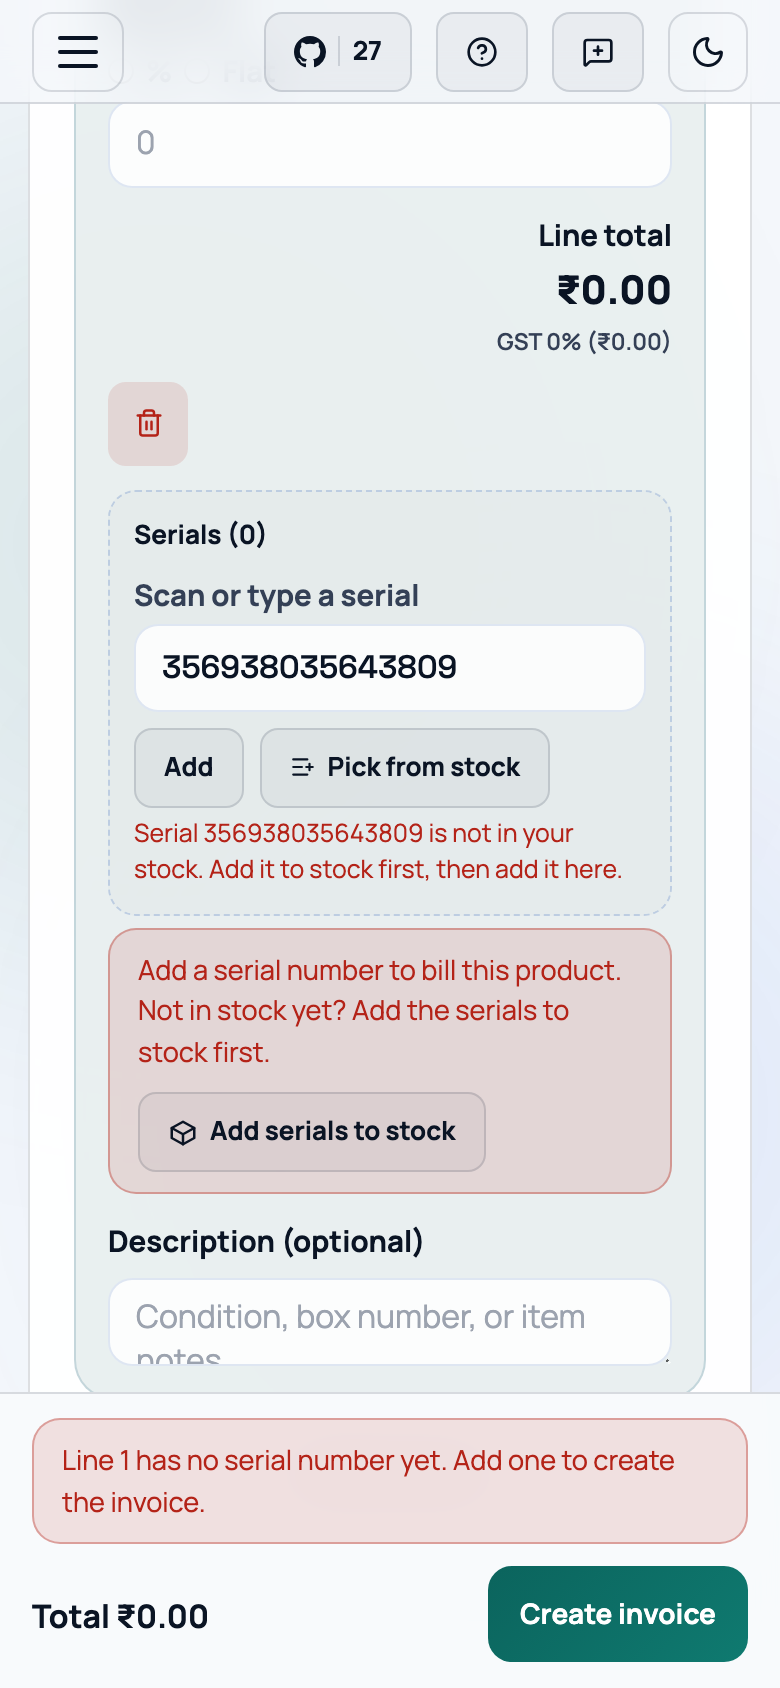 27
% Flat
0
Line total
₹0.00
GST 0% (₹0.00)
Serials (0)
Scan or type a serial
356938035643809
Add
Pick from stock
Serial 356938035643809 is not in your
stock. Add it to stock first, then add it here.
Add a serial number to bill this product.
Not in stock yet? Add the serials to
stock first.
Add serials to stock
Description (optional)
Condition, box number, or item
notes
Line 1 has no serial number yet. Add one to create
the invoice.
Total ₹0.00
Create invoice